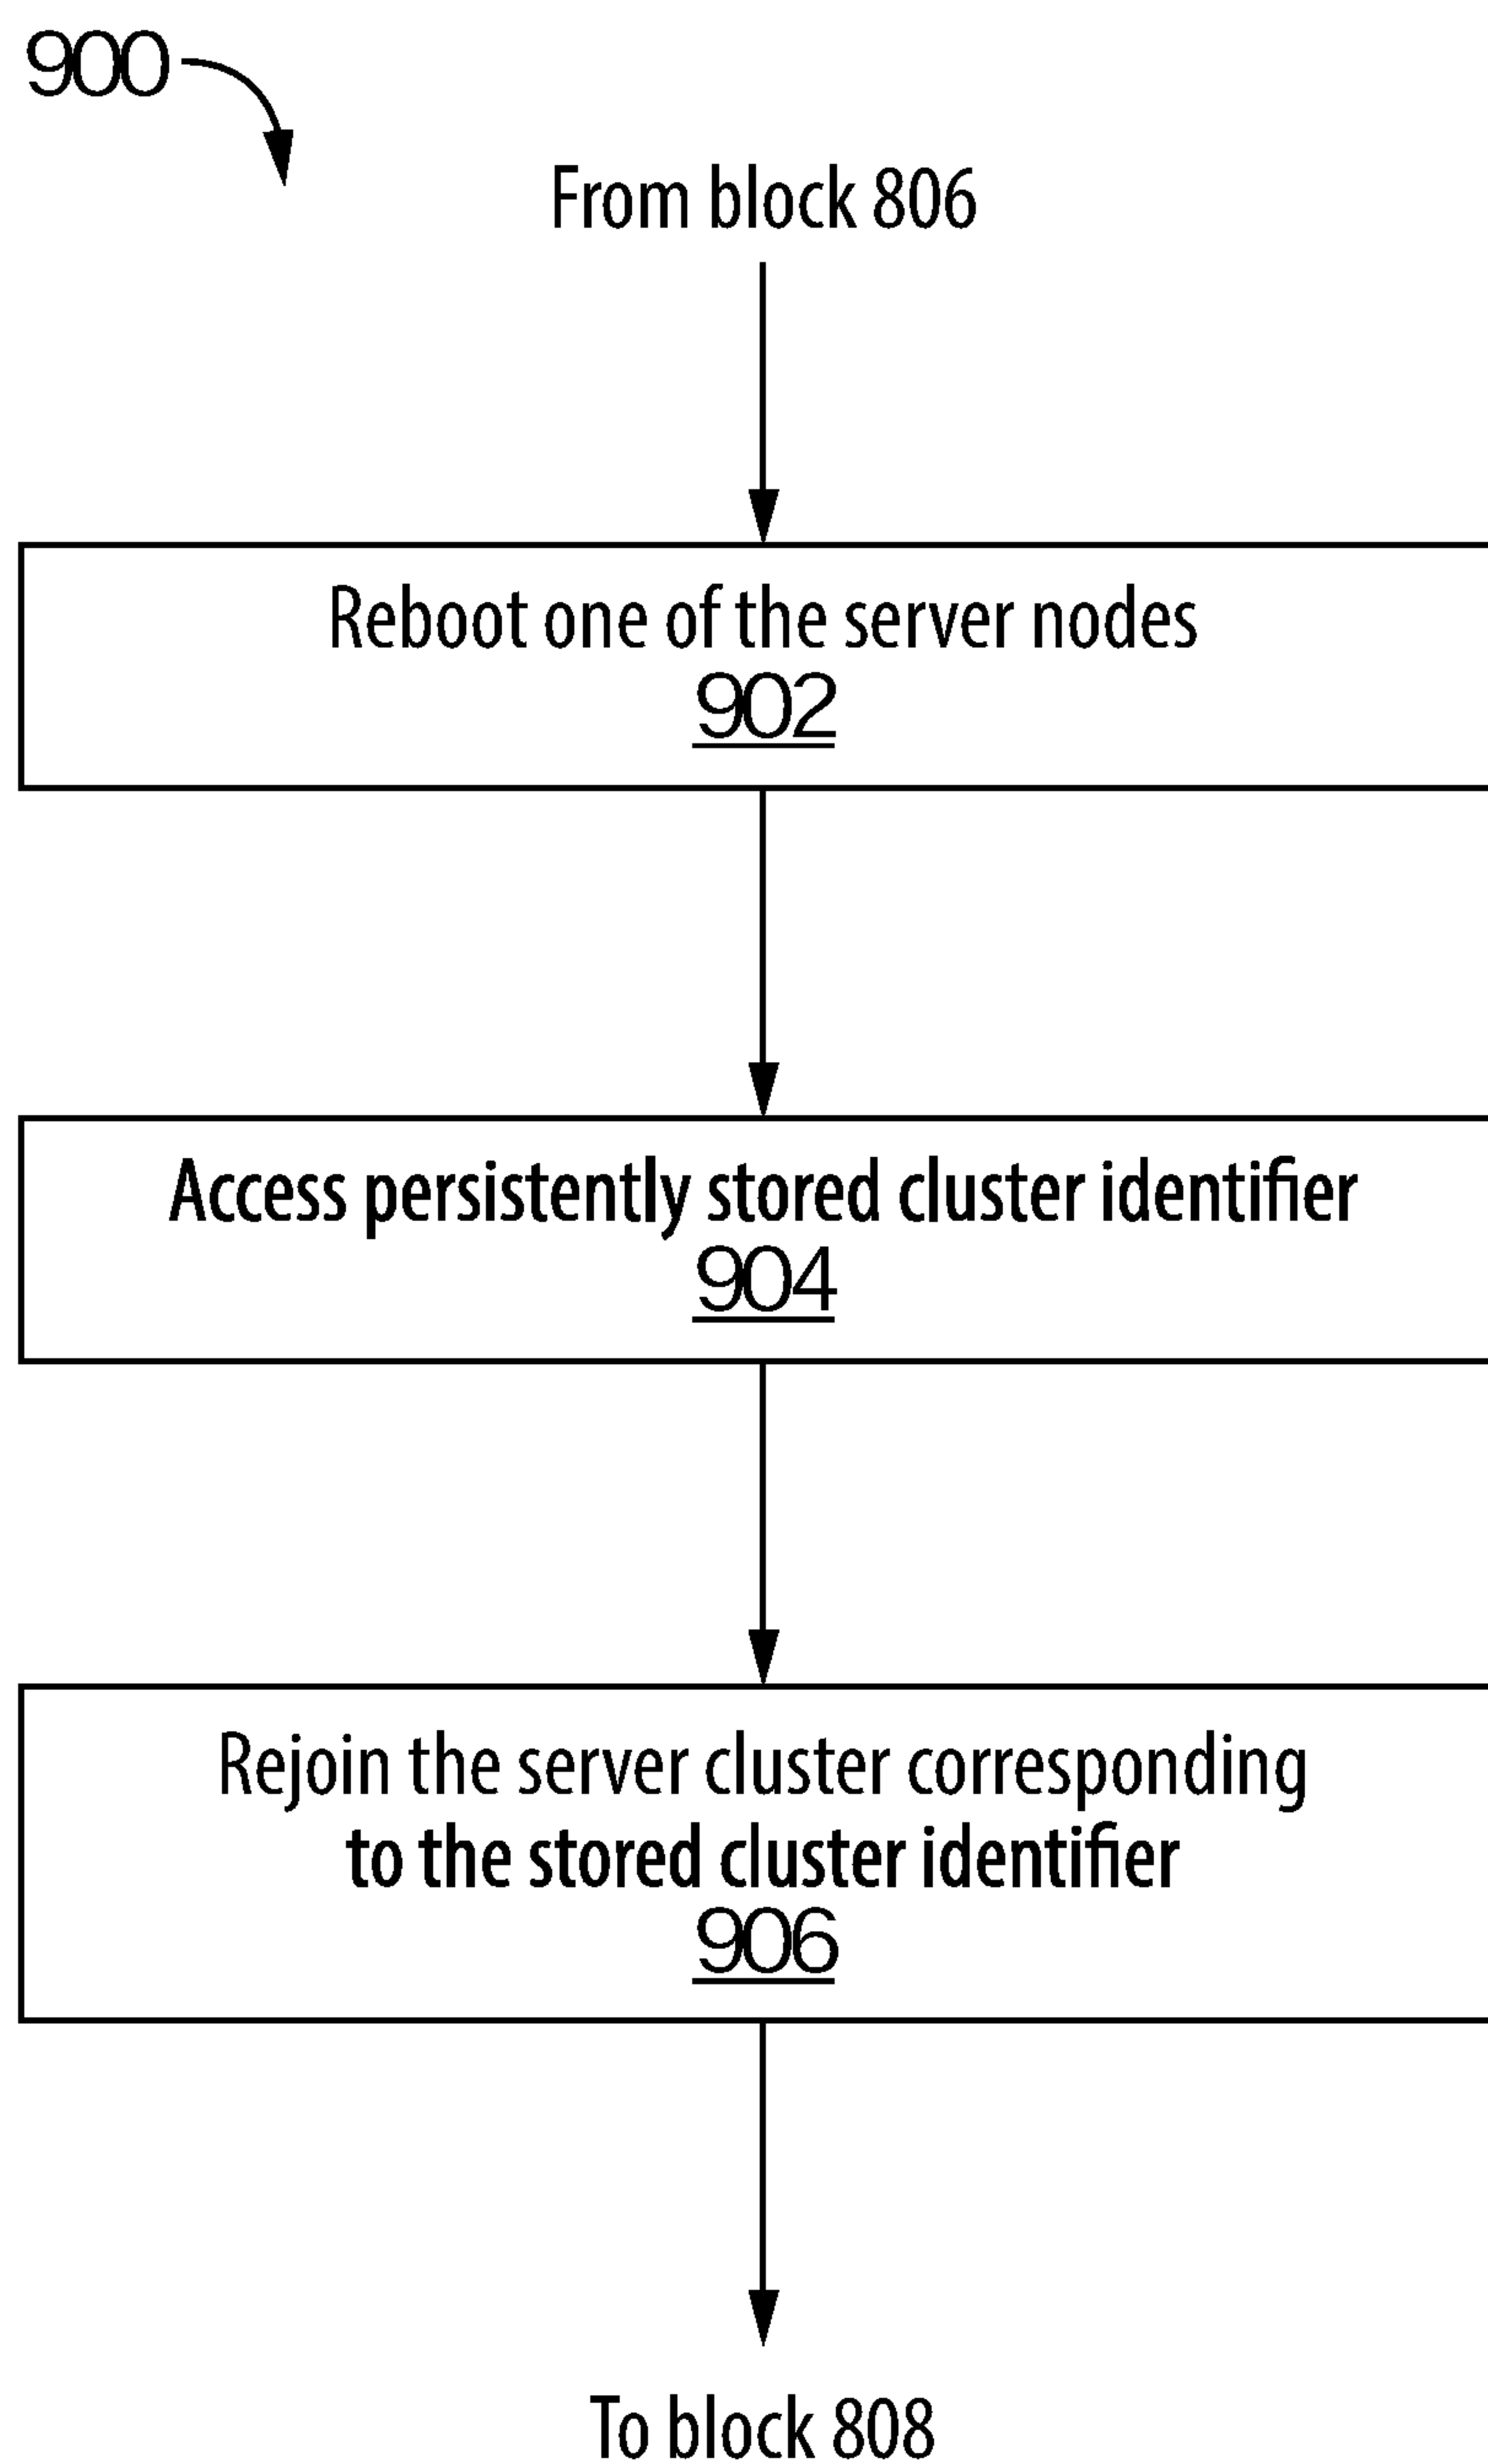 900
From block 806
Reboot one of the server nodes
902
Access persistently stored cluster identifier
904
Rejoin the server cluster corresponding
to the stored cluster identifier
906
To block 808